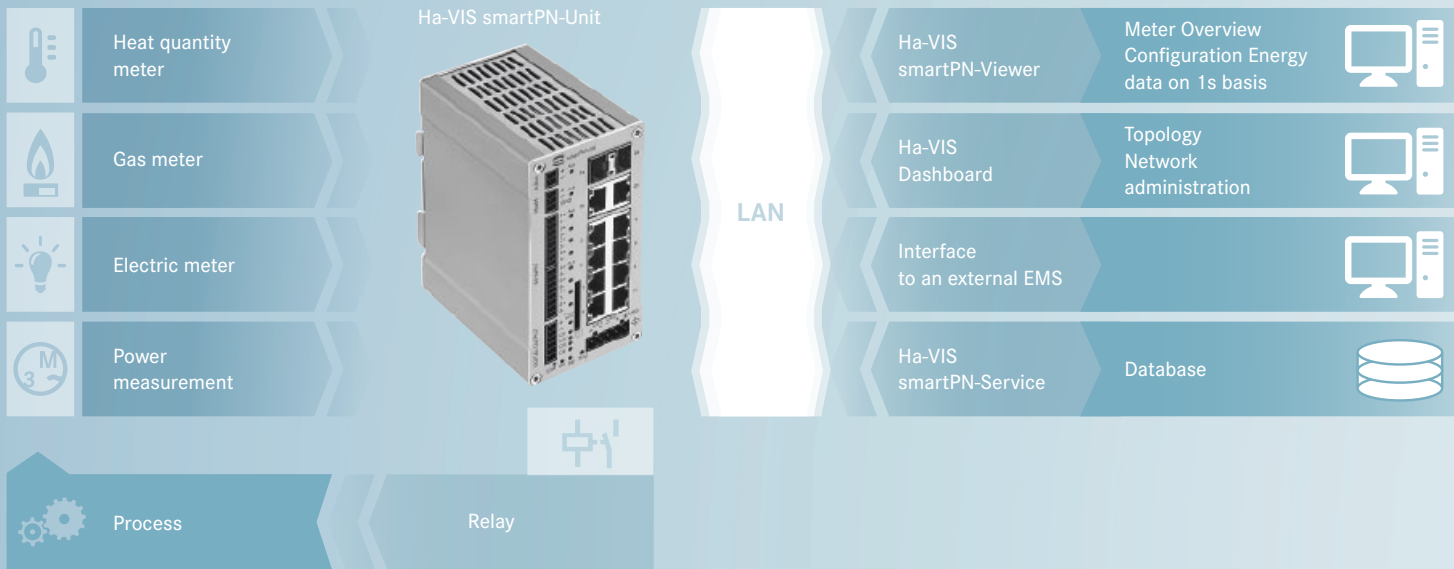 Ha-VIS smartPN-Unit
Heat quantity
meter
Gas meter
Electric meter
M
3
Power
measurement
Process
Relay
LAN
Ha-VIS
smartPN-Viewer
Meter Overview
Configuration Energy
data on 1s basis
Ha-VIS
Dashboard
Topology
Network
administration
Interface
to an external EMS
Ha-VIS
smartPN-Service
Database